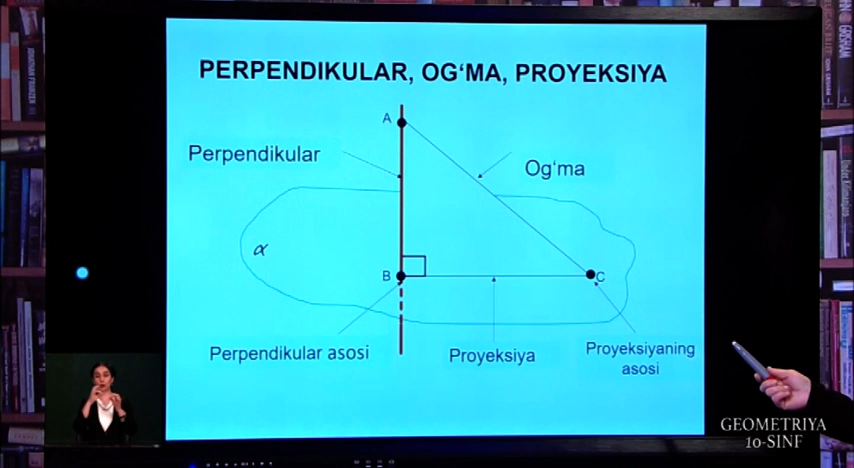 PERPENDIKULAR, OG‘MA, PROYEKSIYA
A
Perpendikular
Og‘ma
α
B
C
Perpendikular asosi
Proyeksiya
Proyeksiyaning
asosi
GEOMETRIYA
10-SINF